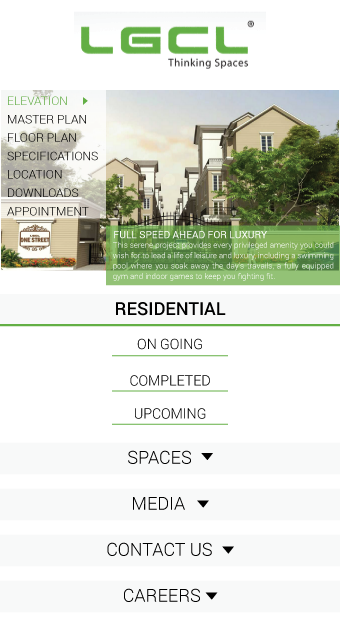 LGCL®
Thinking Spaces
ELEVATION
MASTER PLAN
FLOOR PLAN
SPECIFICATIONS
LOCATION
DOWNLOADS
APPOINTMENT
ONE STREET
FULL SPEED AHEAD FOR LUXURY
This serene project provides every privileged amenity you could
wish for to lead a life of leisure and luxury, including a swimming
pool where you soak away the day's travails, a fully equipped
gym and indoor games to keep you fighting fit.
RESIDENTIAL
ON GOING
COMPLETED
UPCOMING
SPACES
MEDIA
CONTACT US
CAREERS